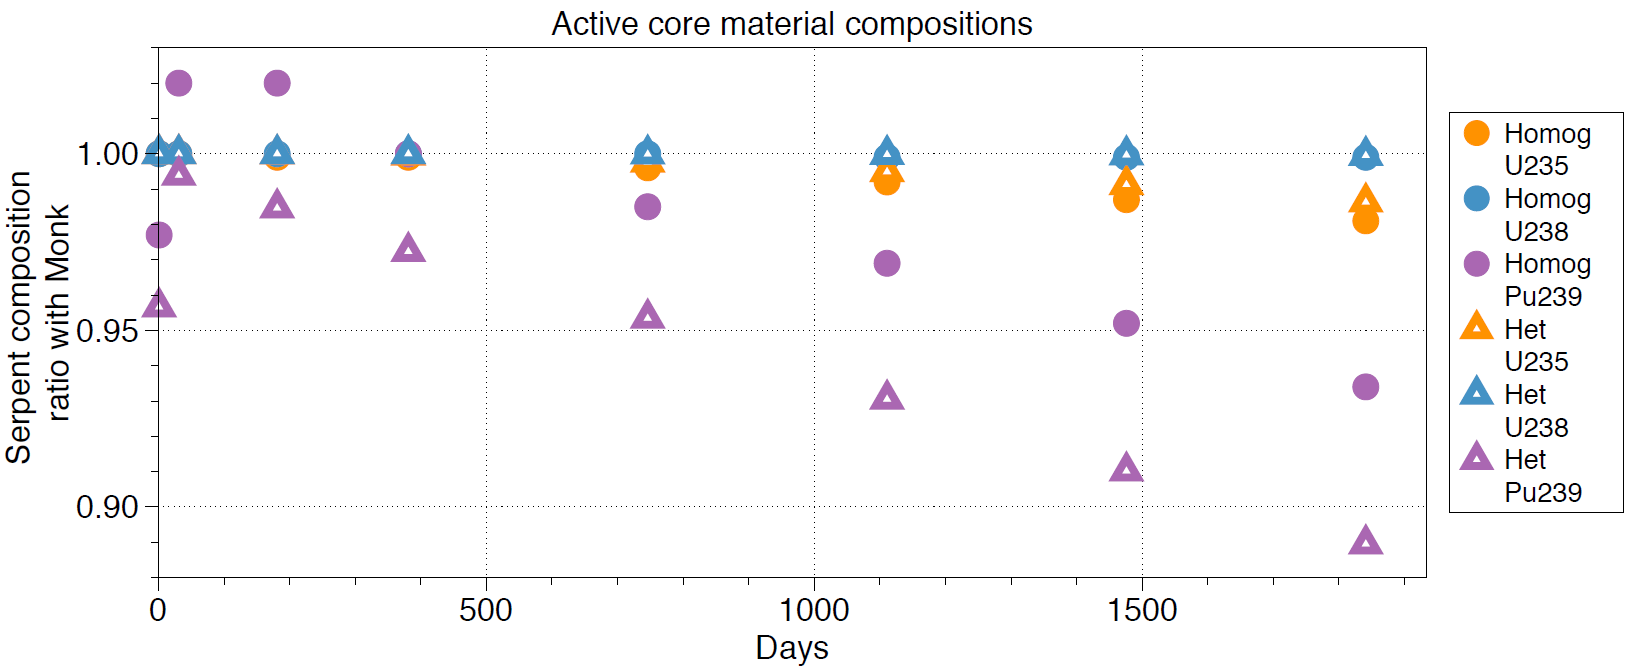 Active core material compositions
Serpent composition
ratio with Monk
1.00
0.95
0.90
0
500
1000
1500
Days
Homog
U235
Homog
U238
Homog
Pu239
Het
U235
Het
U238
Het
Pu239